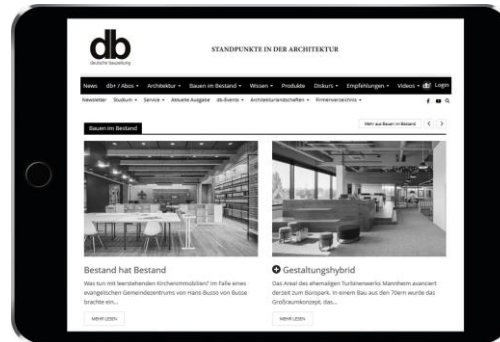 db
deutsche bauzeitung
STANDPUNKTE IN DER ARCHITEKTUR
News db+ / Abos Architektur Bauen im Bestand Wissen Produkte Diskurs Empfehlungen Videos db! Login
Newsletter Studium Service Aktuelle Ausgabe db-Events Architekturlandschaften Firmenverzeichnis
Bauen im Bestand
Mehr aus Bauen im Bestand
Bestand hat Bestand
Was tun mit leerstehenden Kirchenimmobilien? Im Falle eines
evangelischen Gemeindezentrums von Hans-Busso von Busse
brachte ein...
MEHR LESEN
Gestaltungshybrid
Das Areal des ehemaligen Turbinenwerks Mannheim avanciert
derzeit zum Büropark. In einem Bau aus den 70ern wurde das
Großraumkonzept, das...
MEHR LESEN